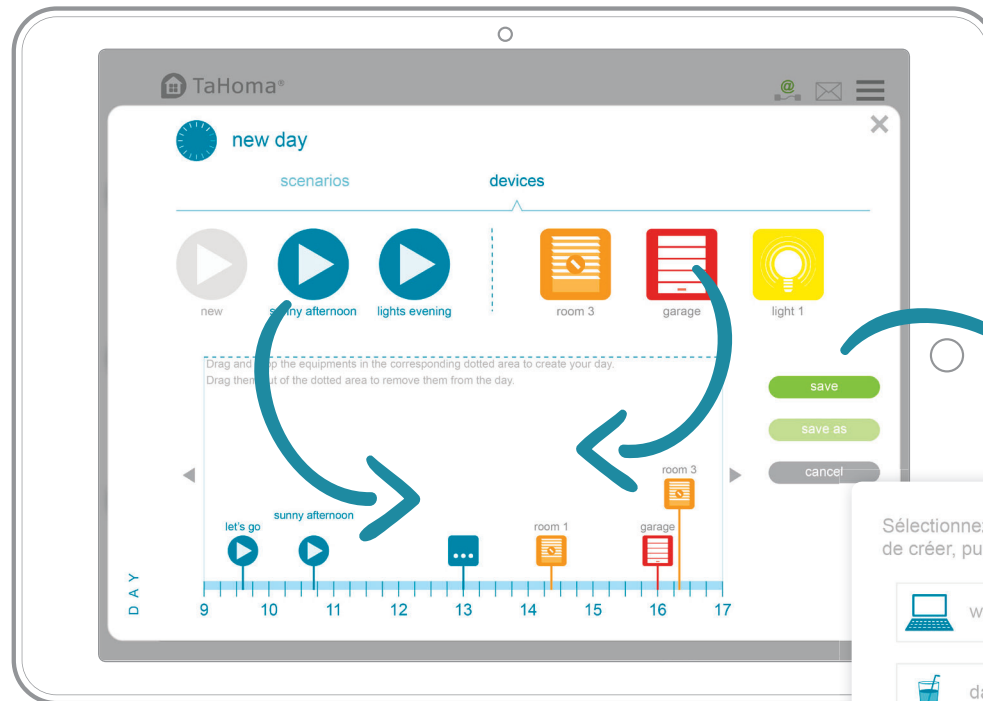 TaHoma®
@
new day
scenarios
devices
new
sunny afternoon
lights evening
room 3
garage
light 1
Drag and drop the equipments in the corresponding dotted area to create your day.
Drag them out of the dotted area to remove them from the day.
save
save as
cancel
room 3
let's go
sunny afternoon
room 1
garage
DAY
9 10 11 12 13 14 15 16 17
Sélectionnez
de créer, pu
w
da